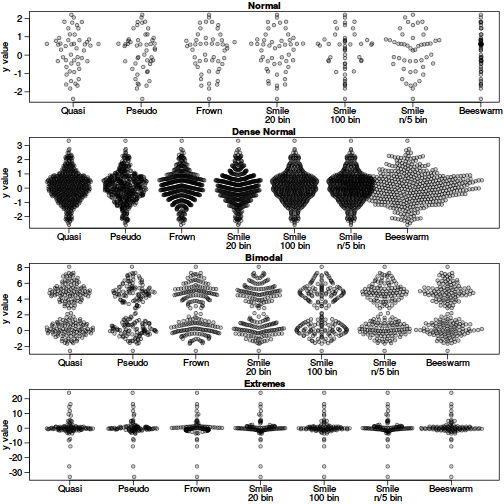 Normal
y value
2
1
0
-1
-2
Quasi Pseudo Frown Smile Smile Smile Beeswarm
20 bin 100 bin n/5 bin
Dense Normal
y value
3
2
1
0
-1
-2
Quasi Pseudo Frown Smile Smile Smile Beeswarm
20 bin 100 bin n/5 bin
Bimodal
y value
8
6
4
2
0
-2
Quasi Pseudo Frown Smile Smile Smile Beeswarm
20 bin 100 bin n/5 bin
Extremes
y value
20
10
0
-10
-20
-30
Quasi Pseudo Frown Smile Smile Smile Beeswarm
20 bin 100 bin n/5 bin